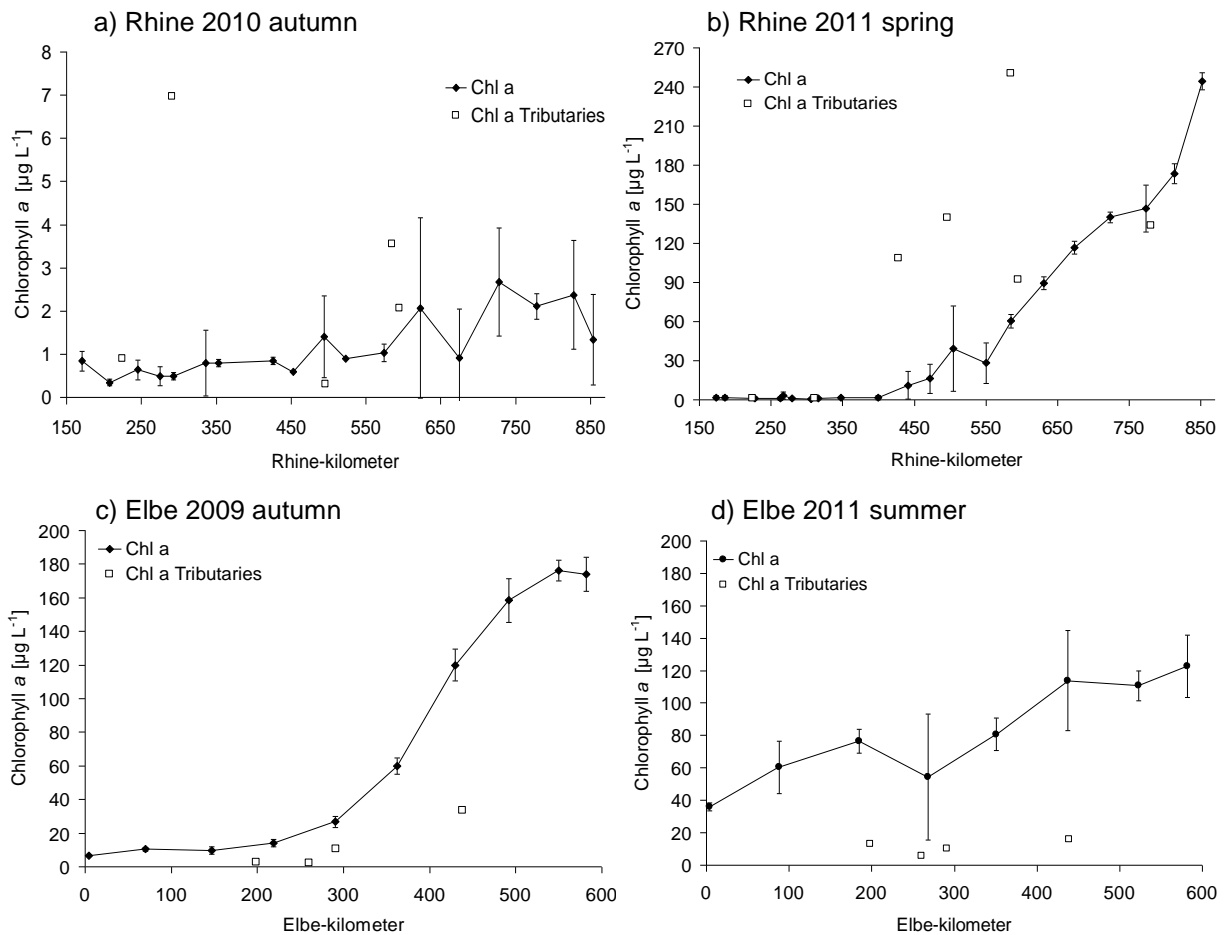 a) Rhine 2010 autumn
8
7
6
5
4
3
2
1
0
Chlorophyll a [µg L-1]
Chl a
Chl a Tributaries
150 250 350 450 550 650 750 850
Rhine-kilometer
b) Rhine 2011 spring
270
240
210
180
150
120
90
60
30
0
Chlorophyll a [µg L-1]
Chl a
Chl a Tributaries
150 250 350 450 550 650 750 850
Rhine-kilometer
c) Elbe 2009 autumn
200
180
160
140
120
100
80
60
40
20
0
Chlorophyll a [µg L-1]
Chl a
Chl a Tributaries
0 100 200 300 400 500 600
Elbe-kilometer
d) Elbe 2011 summer
200
180
160
140
120
100
80
60
40
20
0
Chlorophyll a [µg L-1]
Chl a
Chl a Tributaries
0 100 200 300 400 500 600
Elbe-kilometer